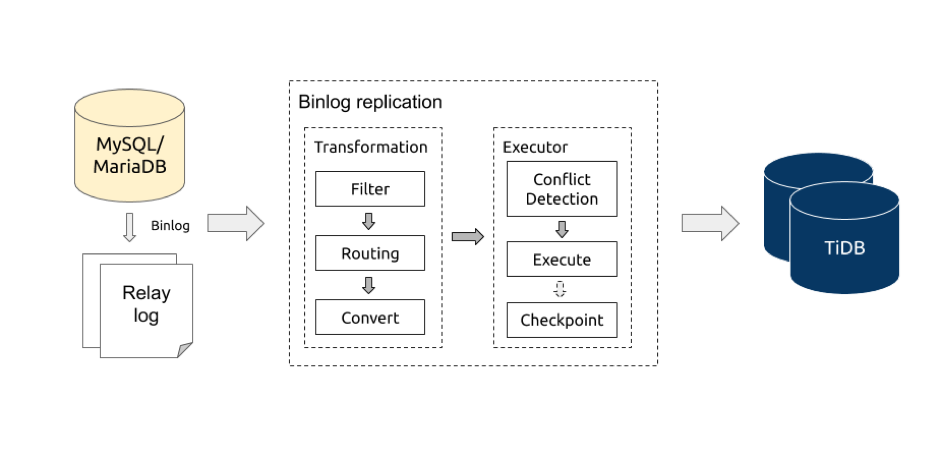 MySQL/
MariaDB
Binlog
Relay
log
Binlog replication
Transformation
Filter
Routing
Convert
Executor
Conflict
Detection
Execute
Checkpoint
TiDB